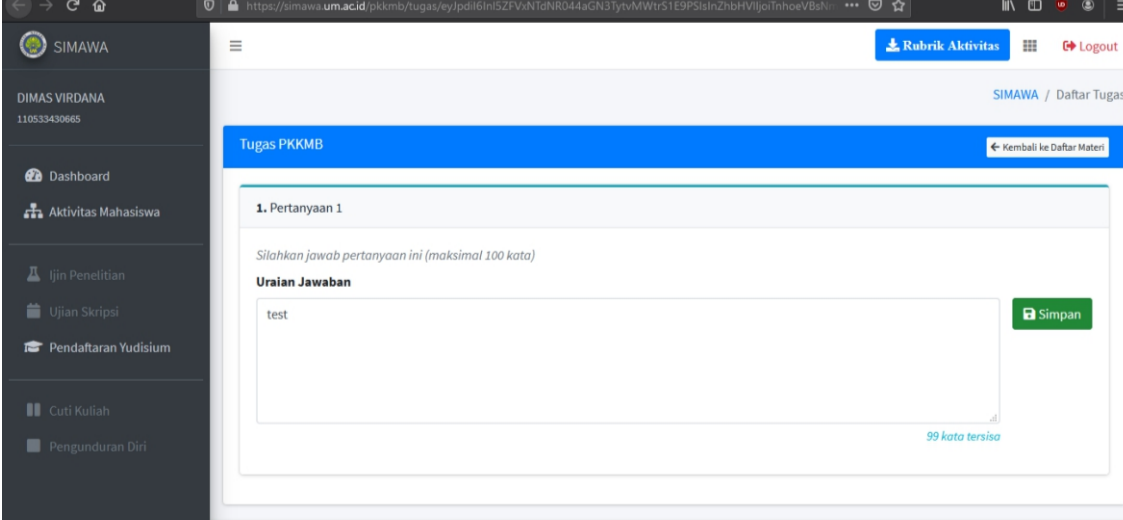 https://simawa.um.ac.id/pkkmb/tugas/
SIMAWA
Rubrik Aktivitas
Logout
DIMAS VIRDANA
110533430665
SIMAWA / Daftar Tugas
Tugas PKKMB
Kembali ke Daftar Materi
Dashboard
Aktivitas Mahasiswa
Ijin Penelitian
Ujian Skripsi
Pendaftaran Yudisium
Cuti Kuliah
Pengunduran Diri
1. Pertanyaan 1
Silahkan jawab pertanyaan ini (maksimal 100 kata)
Uraian Jawaban
test
Simpan
99 kata tersisa